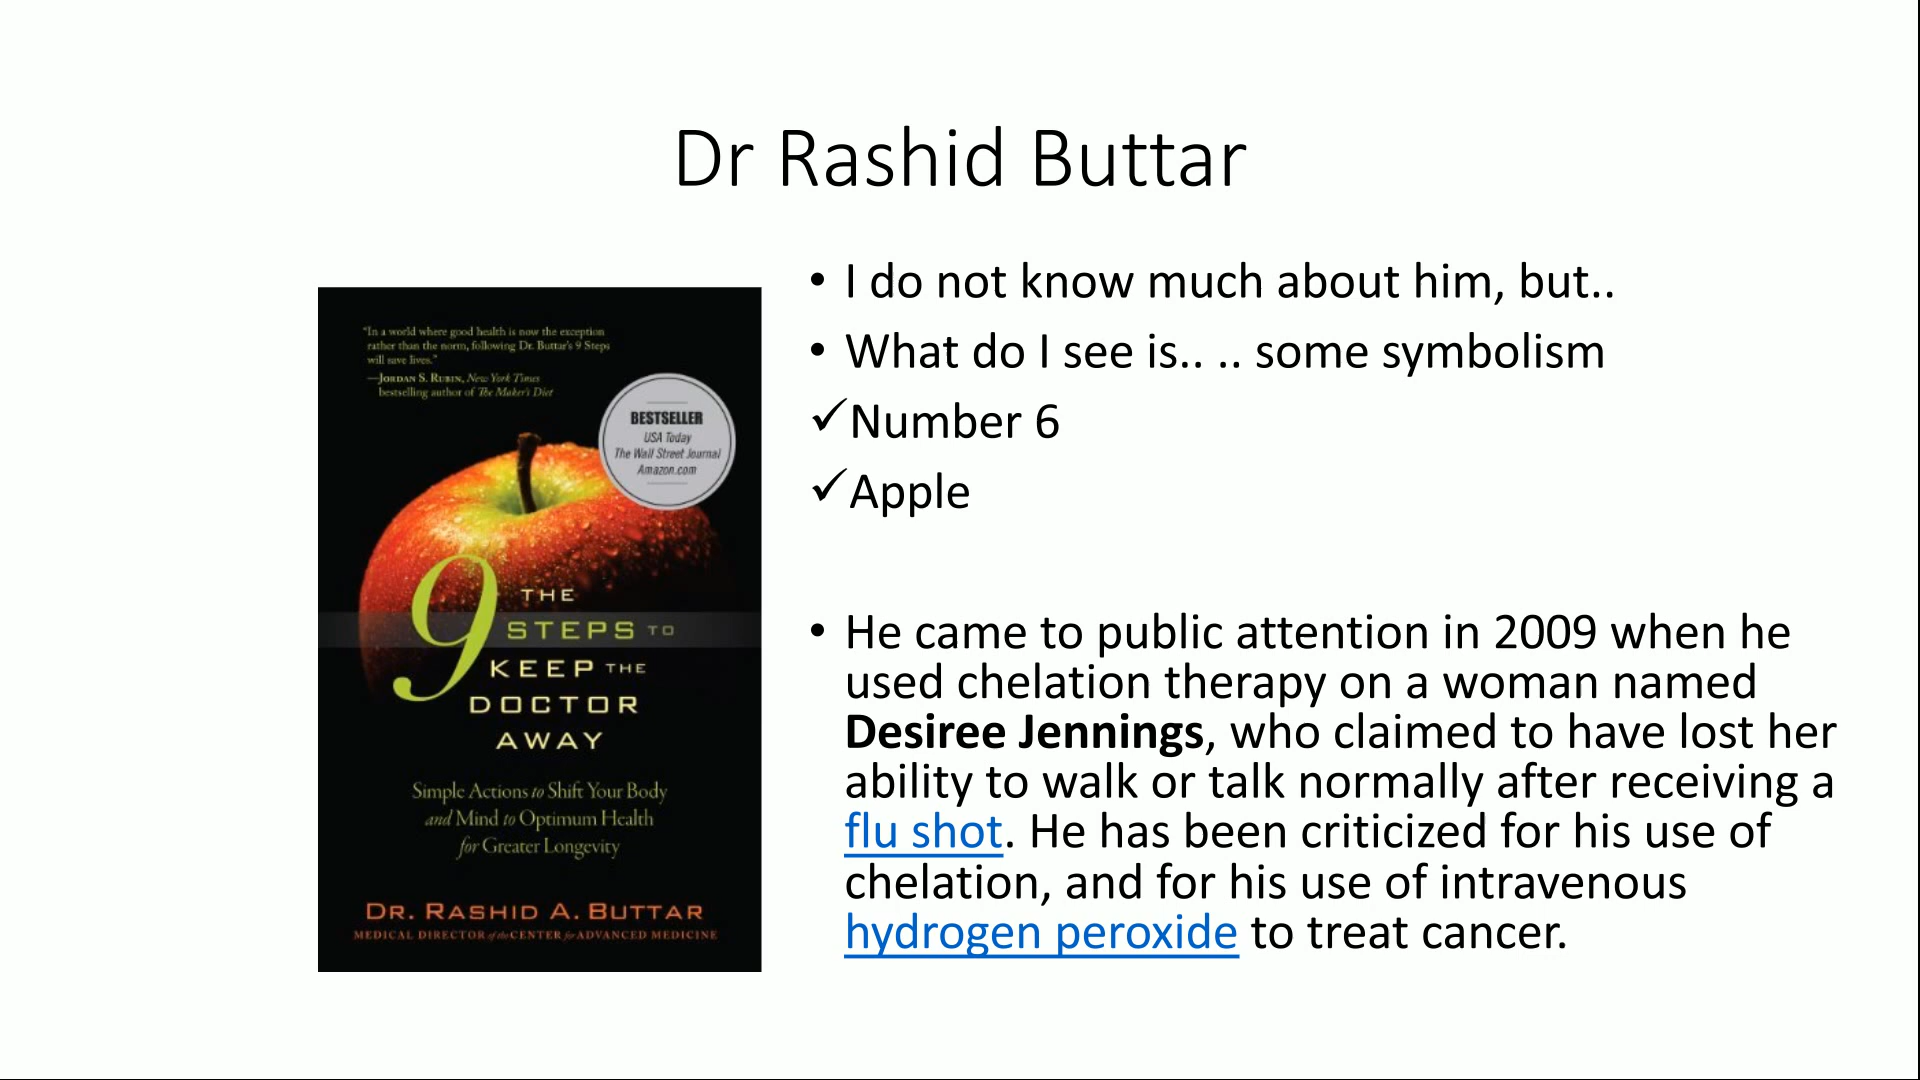 Dr Rashid Buttar
"In a world where good health is now the exception
rather than the norm, following Dr. Buttar's 9 Steps
will save lives."
—JORDAN S. RUBIN, New York Times
bestselling author of The Maker's Diet
BESTSELLER
USA Today
The Wall Street Journal
Amazon.com
THE
9 STEPS TO
KEEP THE
DOCTOR
AWAY
Simple Actions to Shift Your Body
and Mind to Optimum Health
for Greater Longevity
DR. RASHID A. BUTTAR
MEDICAL DIRECTOR of the CENTER for ADVANCED MEDICINE
• I do not know much about him, but..
• What do I see is.. .. some symbolism
✓Number 6
✓Apple
• He came to public attention in 2009 when he
used chelation therapy on a woman named
Desiree Jennings, who claimed to have lost her
ability to walk or talk normally after receiving a
flu shot. He has been criticized for his use of
chelation, and for his use of intravenous
hydrogen peroxide to treat cancer.